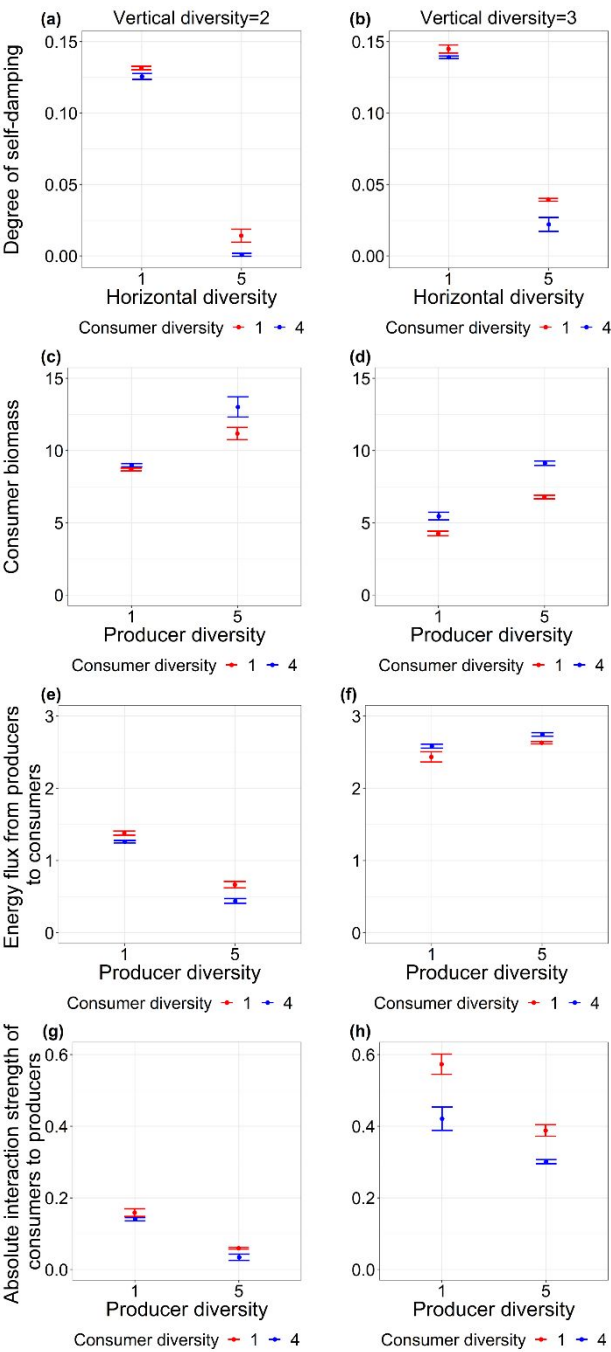 (a) Vertical diversity=2
(b) Vertical diversity=3
Degree of self-damping
0.15
0.10
0.05
0.00
1 5
Horizontal diversity
Consumer diversity 1 4
0.15
0.10
0.05
0.00
1 5
Horizontal diversity
Consumer diversity 1 4
(c)
Consumer biomass
15
10
5
0
1 5
Producer diversity
Consumer diversity 1 4
(d)
15
10
5
0
1 5
Producer diversity
Consumer diversity 1 4
(e)
Energy flux from producers
to consumers
3
2
1
0
1 5
Producer diversity
Consumer diversity 1 4
(f)
3
2
1
0
1 5
Producer diversity
Consumer diversity 1 4
(g)
Absolute interaction strength of
consumers to producers
0.6
0.4
0.2
0.0
1 5
Producer diversity
Consumer diversity 1 4
(h)
0.6
0.4
0.2
0.0
1 5
Producer diversity
Consumer diversity 1 4